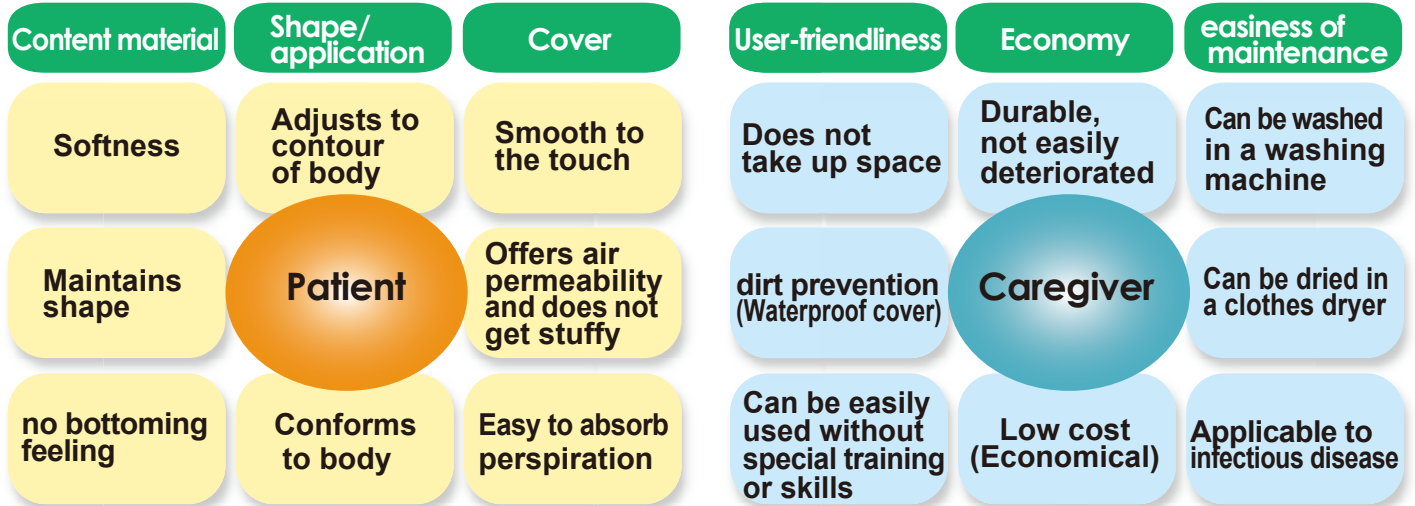 Content material
Shape/
application
Cover
Softness
Adjusts to
contour
of body
Smooth to
the touch
Maintains
shape
Patient
Offers air
permeability
and does not
get stuffy
no bottoming
feeling
Conforms
to body
Easy to absorb
perspiration
User-friendliness
Economy
easiness of
maintenance
Does not
take up space
Durable,
not easily
deteriorated
Can be washed
in a washing
machine
dirt prevention
(Waterproof cover)
Caregiver
Can be dried in
a clothes dryer
Can be easily
used without
special training
or skills
Low cost
(Economical)
Applicable to
infectious disease